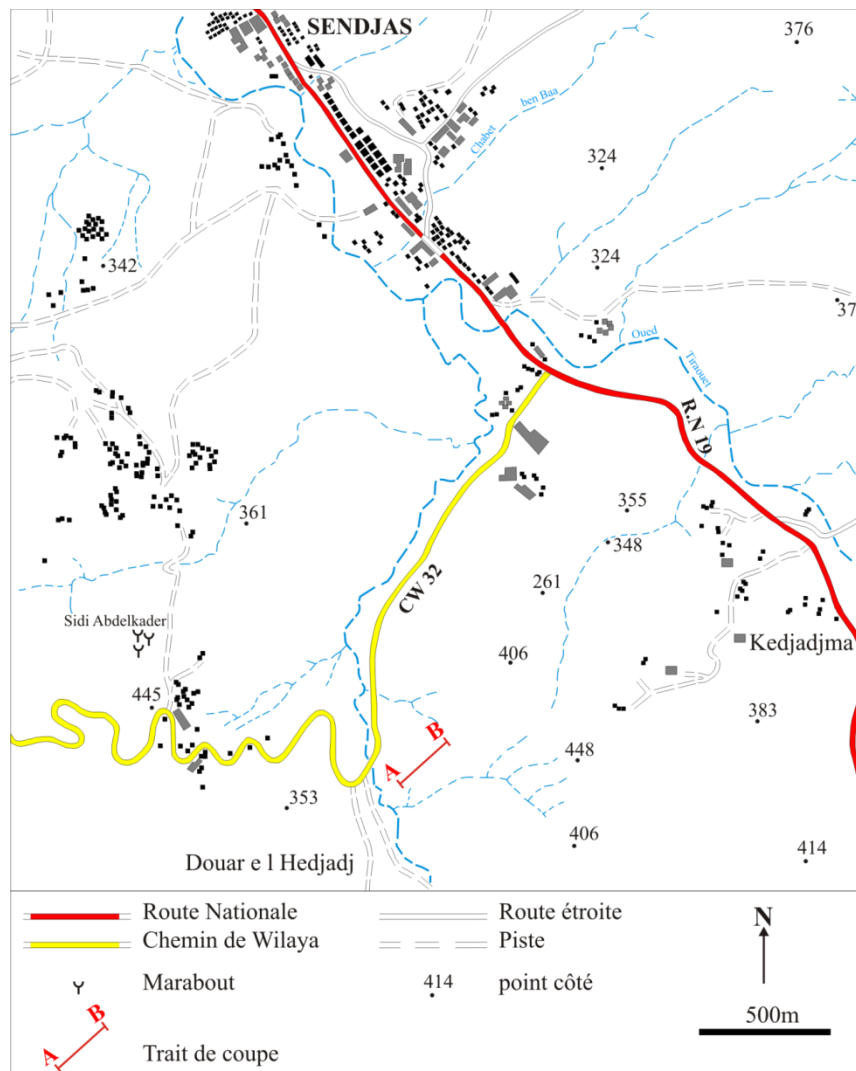 SENDJAS
376
ben Baa
Chabet
324
324
342
37
Oued
Tiraouet
R.N 19
355
361
348
CW 32
261
Sidi Abdelkader
406
Kedjadjma
445
383
B
A
448
353
406
414
Douar e l Hedjadj
Route Nationale
Route étroite
N
Chemin de Wilaya
Piste
Marabout
414
point côté
B
500m
A
Trait de coupe